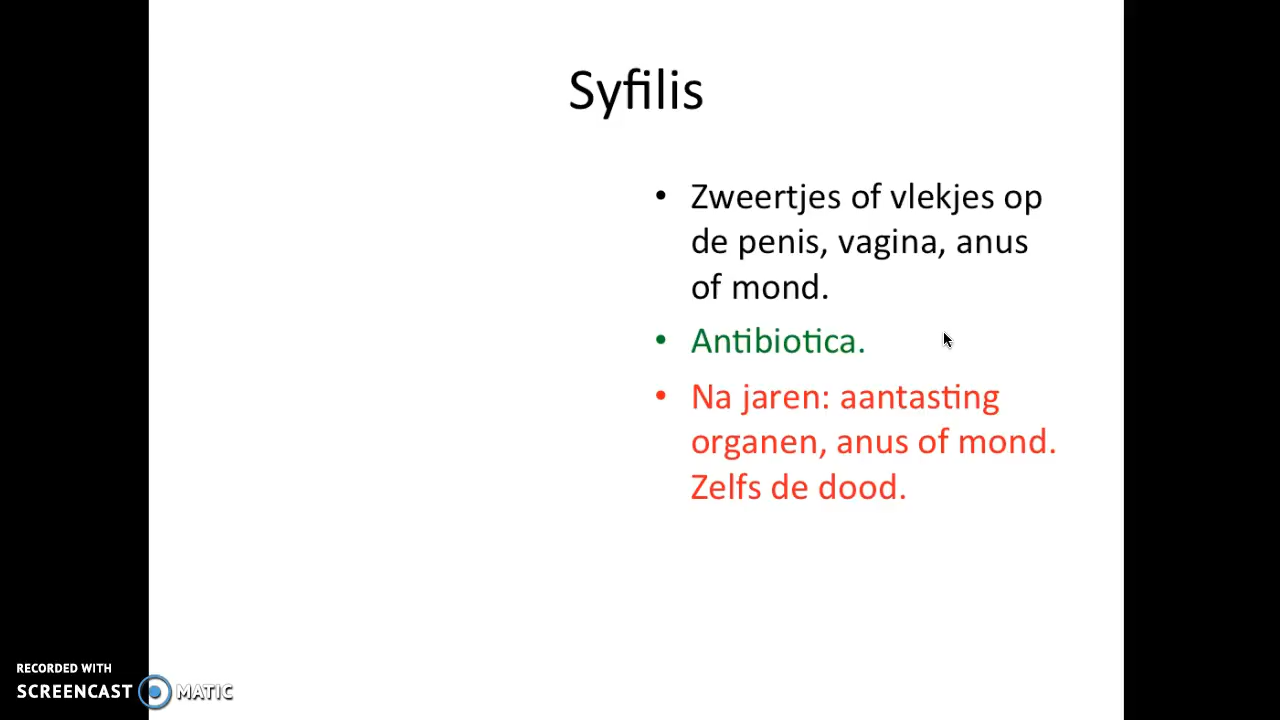 Syfilis
• Zweertjes of vlekjes op
de penis, vagina, anus
of mond.
• Antibiotica.
• Na jaren: aantasting
organen, anus of mond.
Zelfs de dood.
RECORDED WITH
SCREENCAST MATIC